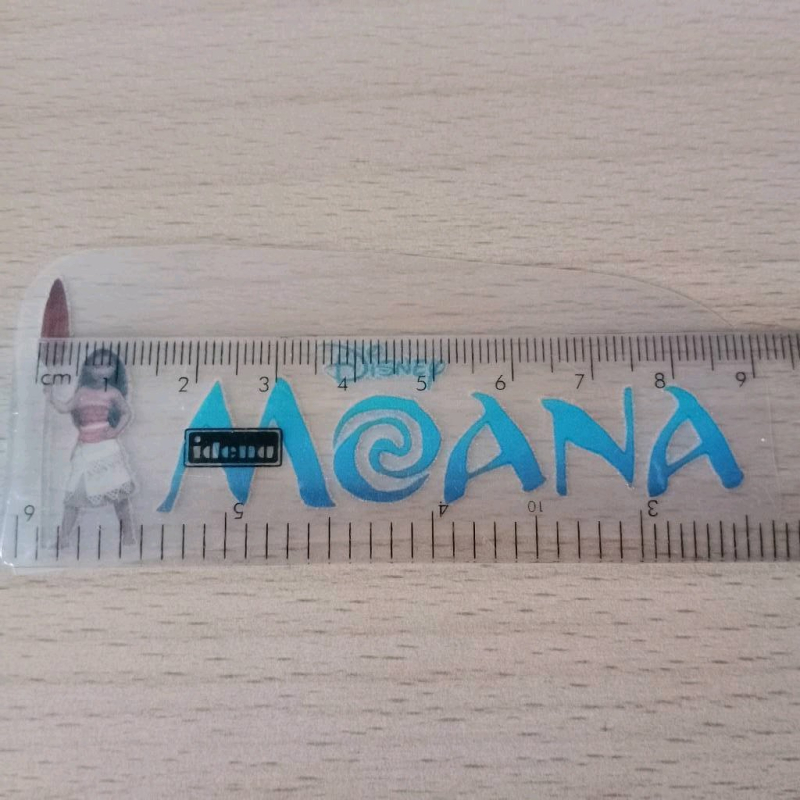 cm 1 2 3 4 5 6 7 8 9
DISNEY
MOANA
idena
6 5 4 10 3